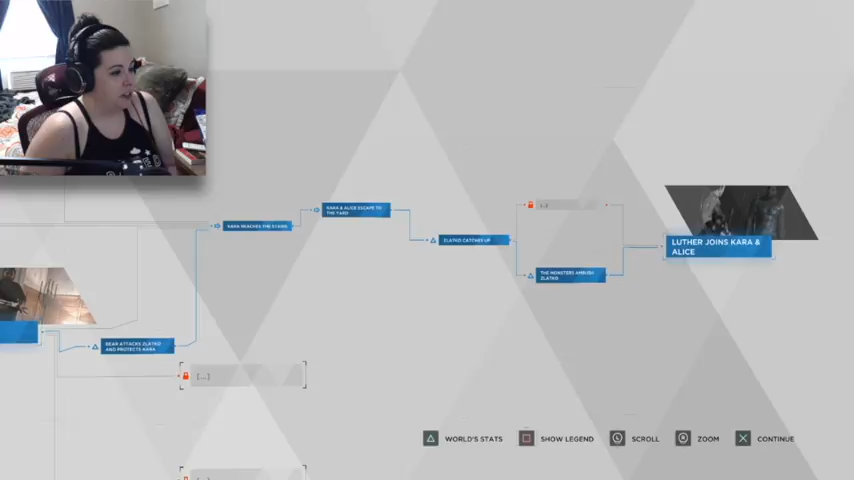 KARA & ALICE ESCAPE TO
THE YARD
KARA REACHES THE STAIRS
ZLATKO CATCHES UP
[...]
THE MONSTERS AMBUSH
ZLATKO
LUTHER JOINS KARA &
ALICE
BEAR ATTACKS ZLATKO
AND PROTECTS KARA
[...]
[...]
WORLD'S STATS
SHOW LEGEND
L
SCROLL
R
ZOOM
CONTINUE